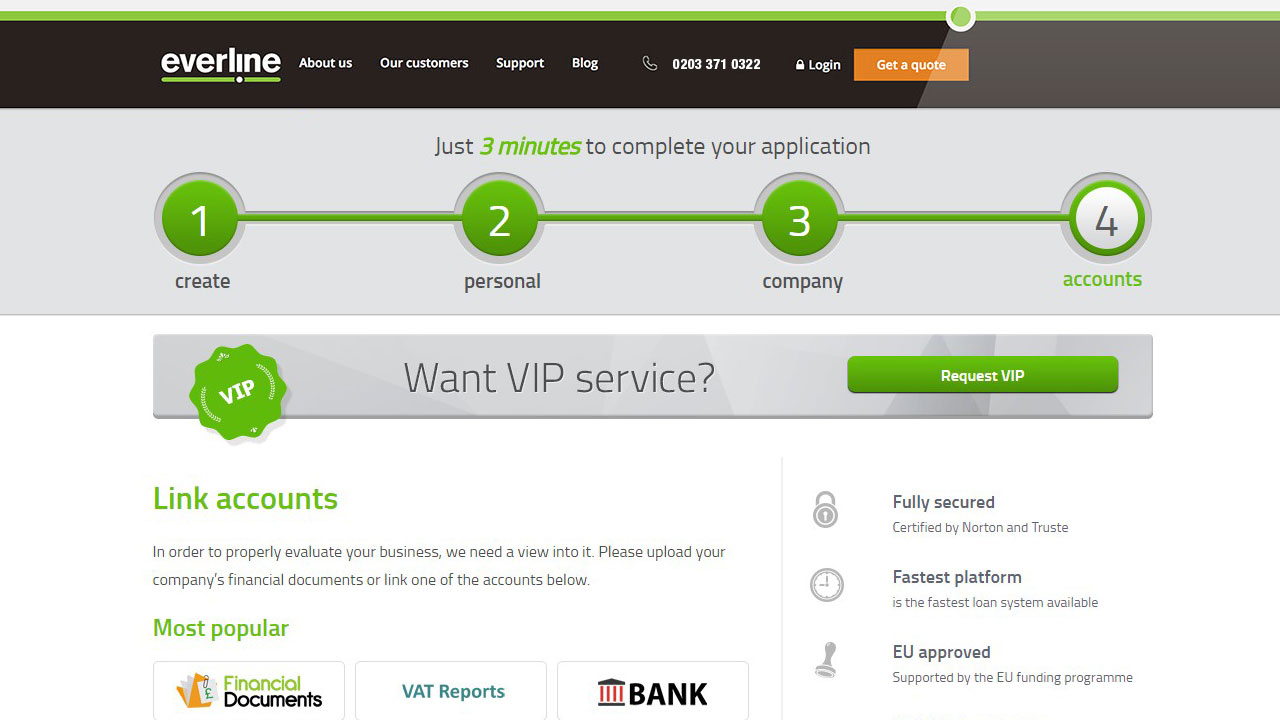 everline
About us Our customers Support Blog 0203 371 0322 Login Get a quote
Just 3 minutes to complete your application
1 2 3 4
create personal company accounts
VIP Want VIP service? Request VIP
Link accounts
In order to properly evaluate your business, we need a view into it. Please upload your
company's financial documents or link one of the accounts below.
Most popular
Financial
Documents
VAT Reports
BANK
Fully secured
Certified by Norton and Truste
Fastest platform
is the fastest loan system available
EU approved
Supported by the EU funding programme